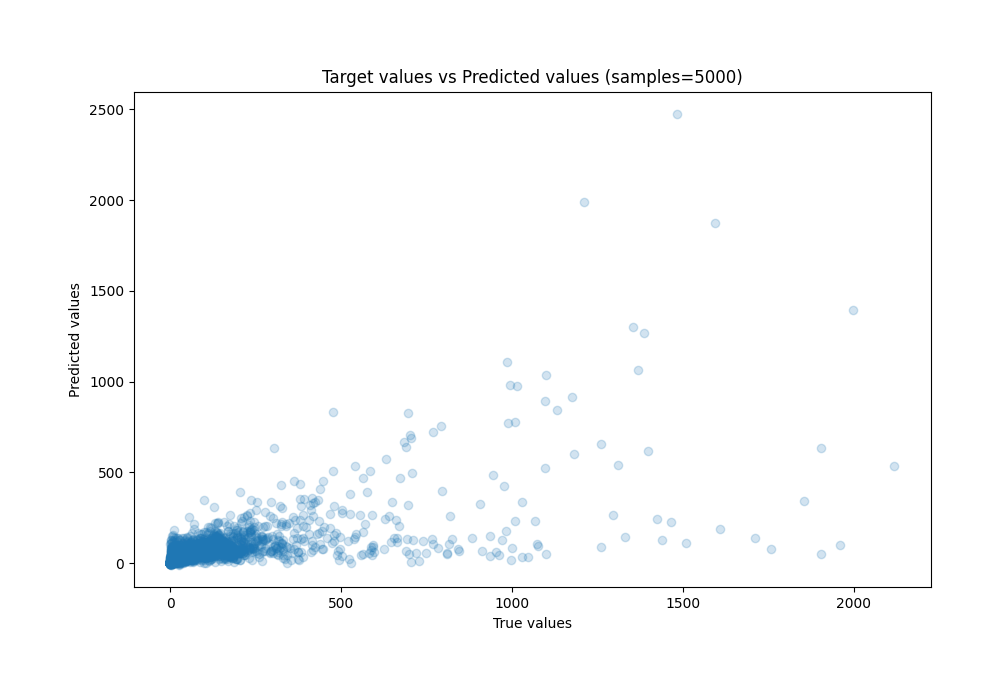 Target values vs Predicted values (samples=5000)
2500
2000
1500
1000
500
0
Predicted values
0 500 1000 1500 2000
True values